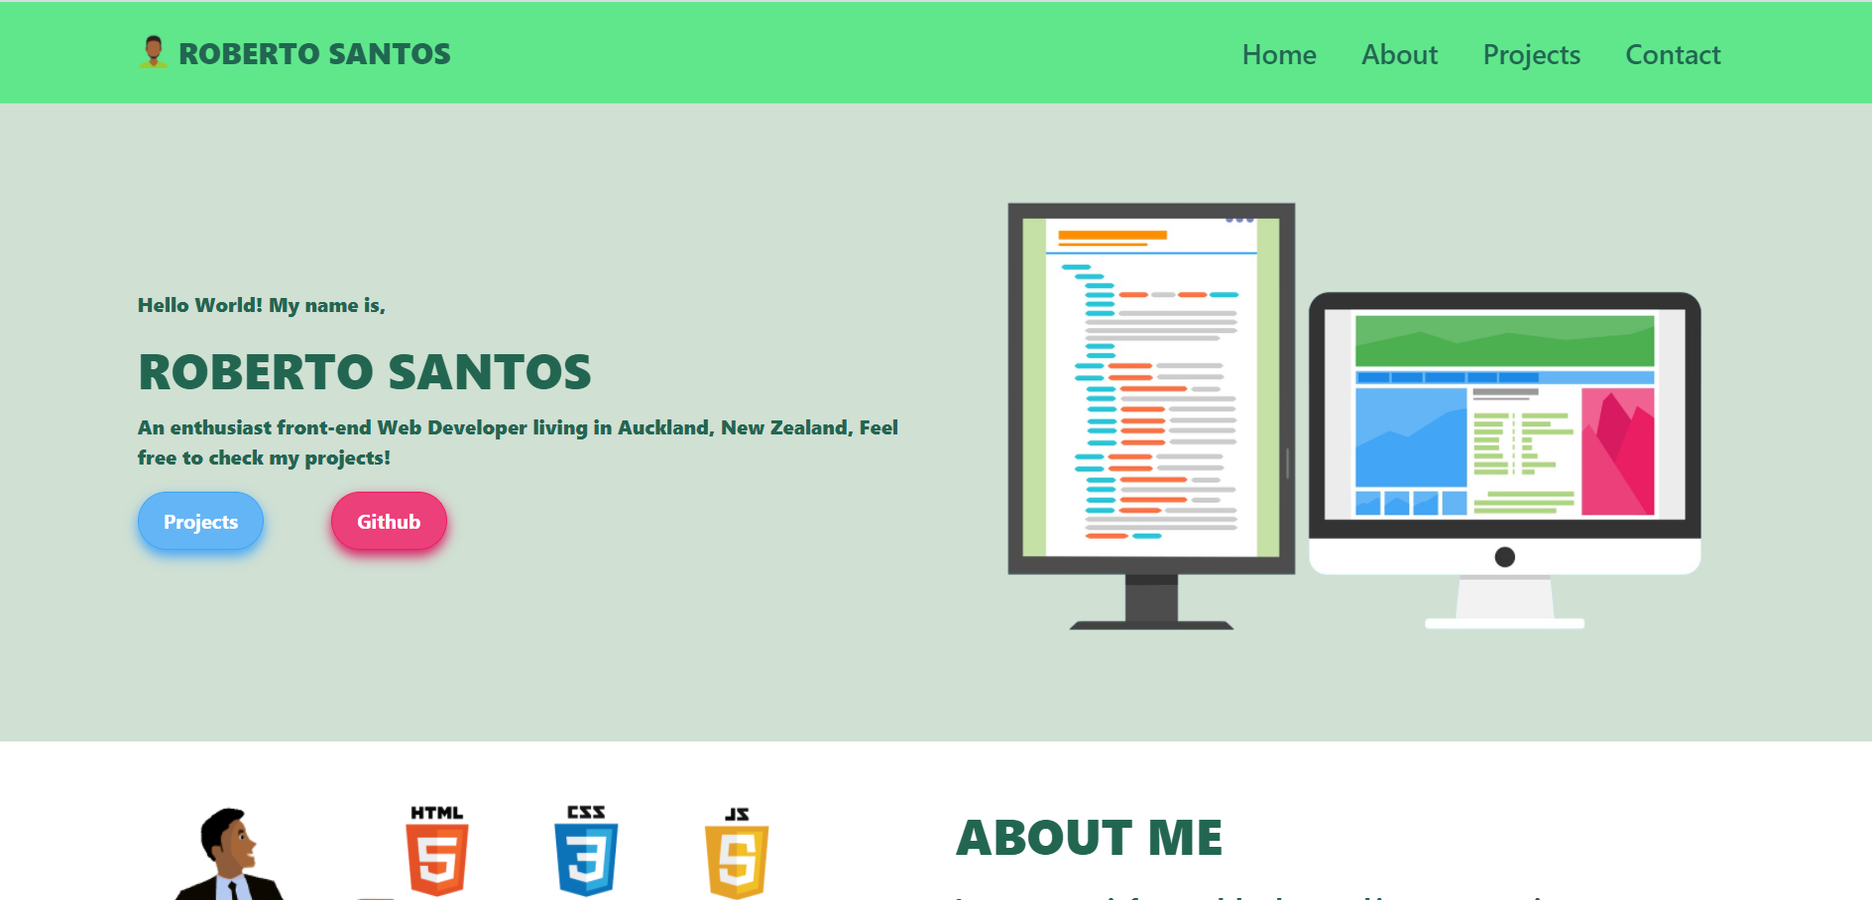 ROBERTO SANTOS
Home About Projects Contact
Hello World! My name is,
ROBERTO SANTOS
An enthusiast front-end Web Developer living in Auckland, New Zealand, Feel
free to check my projects!
Projects Github
HTML CSS JS
5 3 5
ABOUT ME